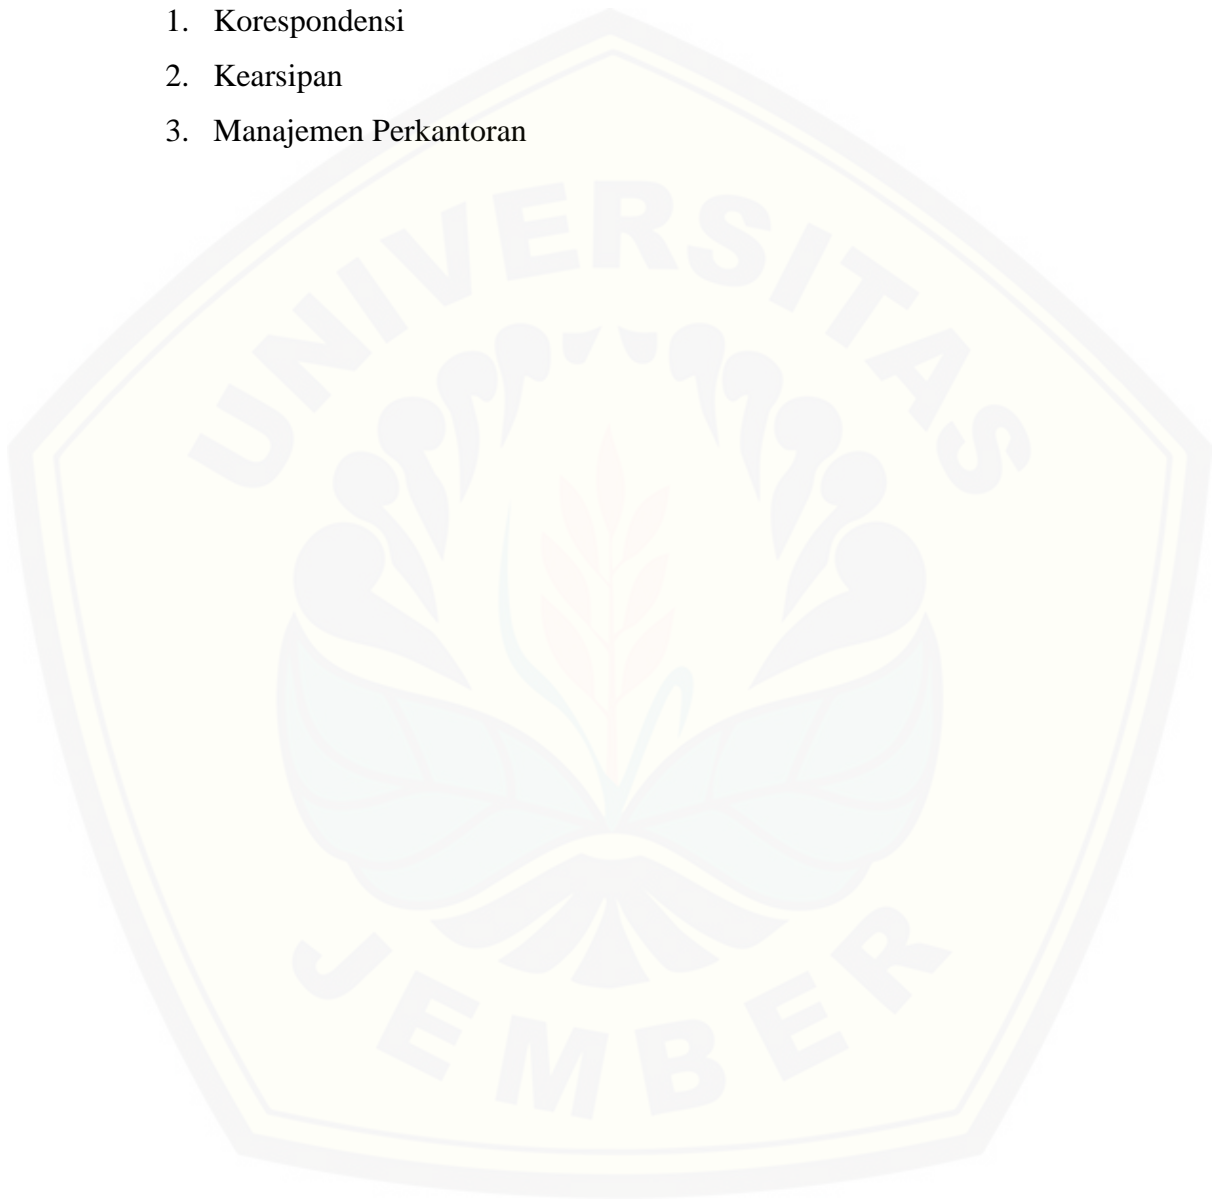 1. Korespondensi
2. Kearsipan
3. Manajemen Perkantoran
UNIVERSITAS
JEMBER